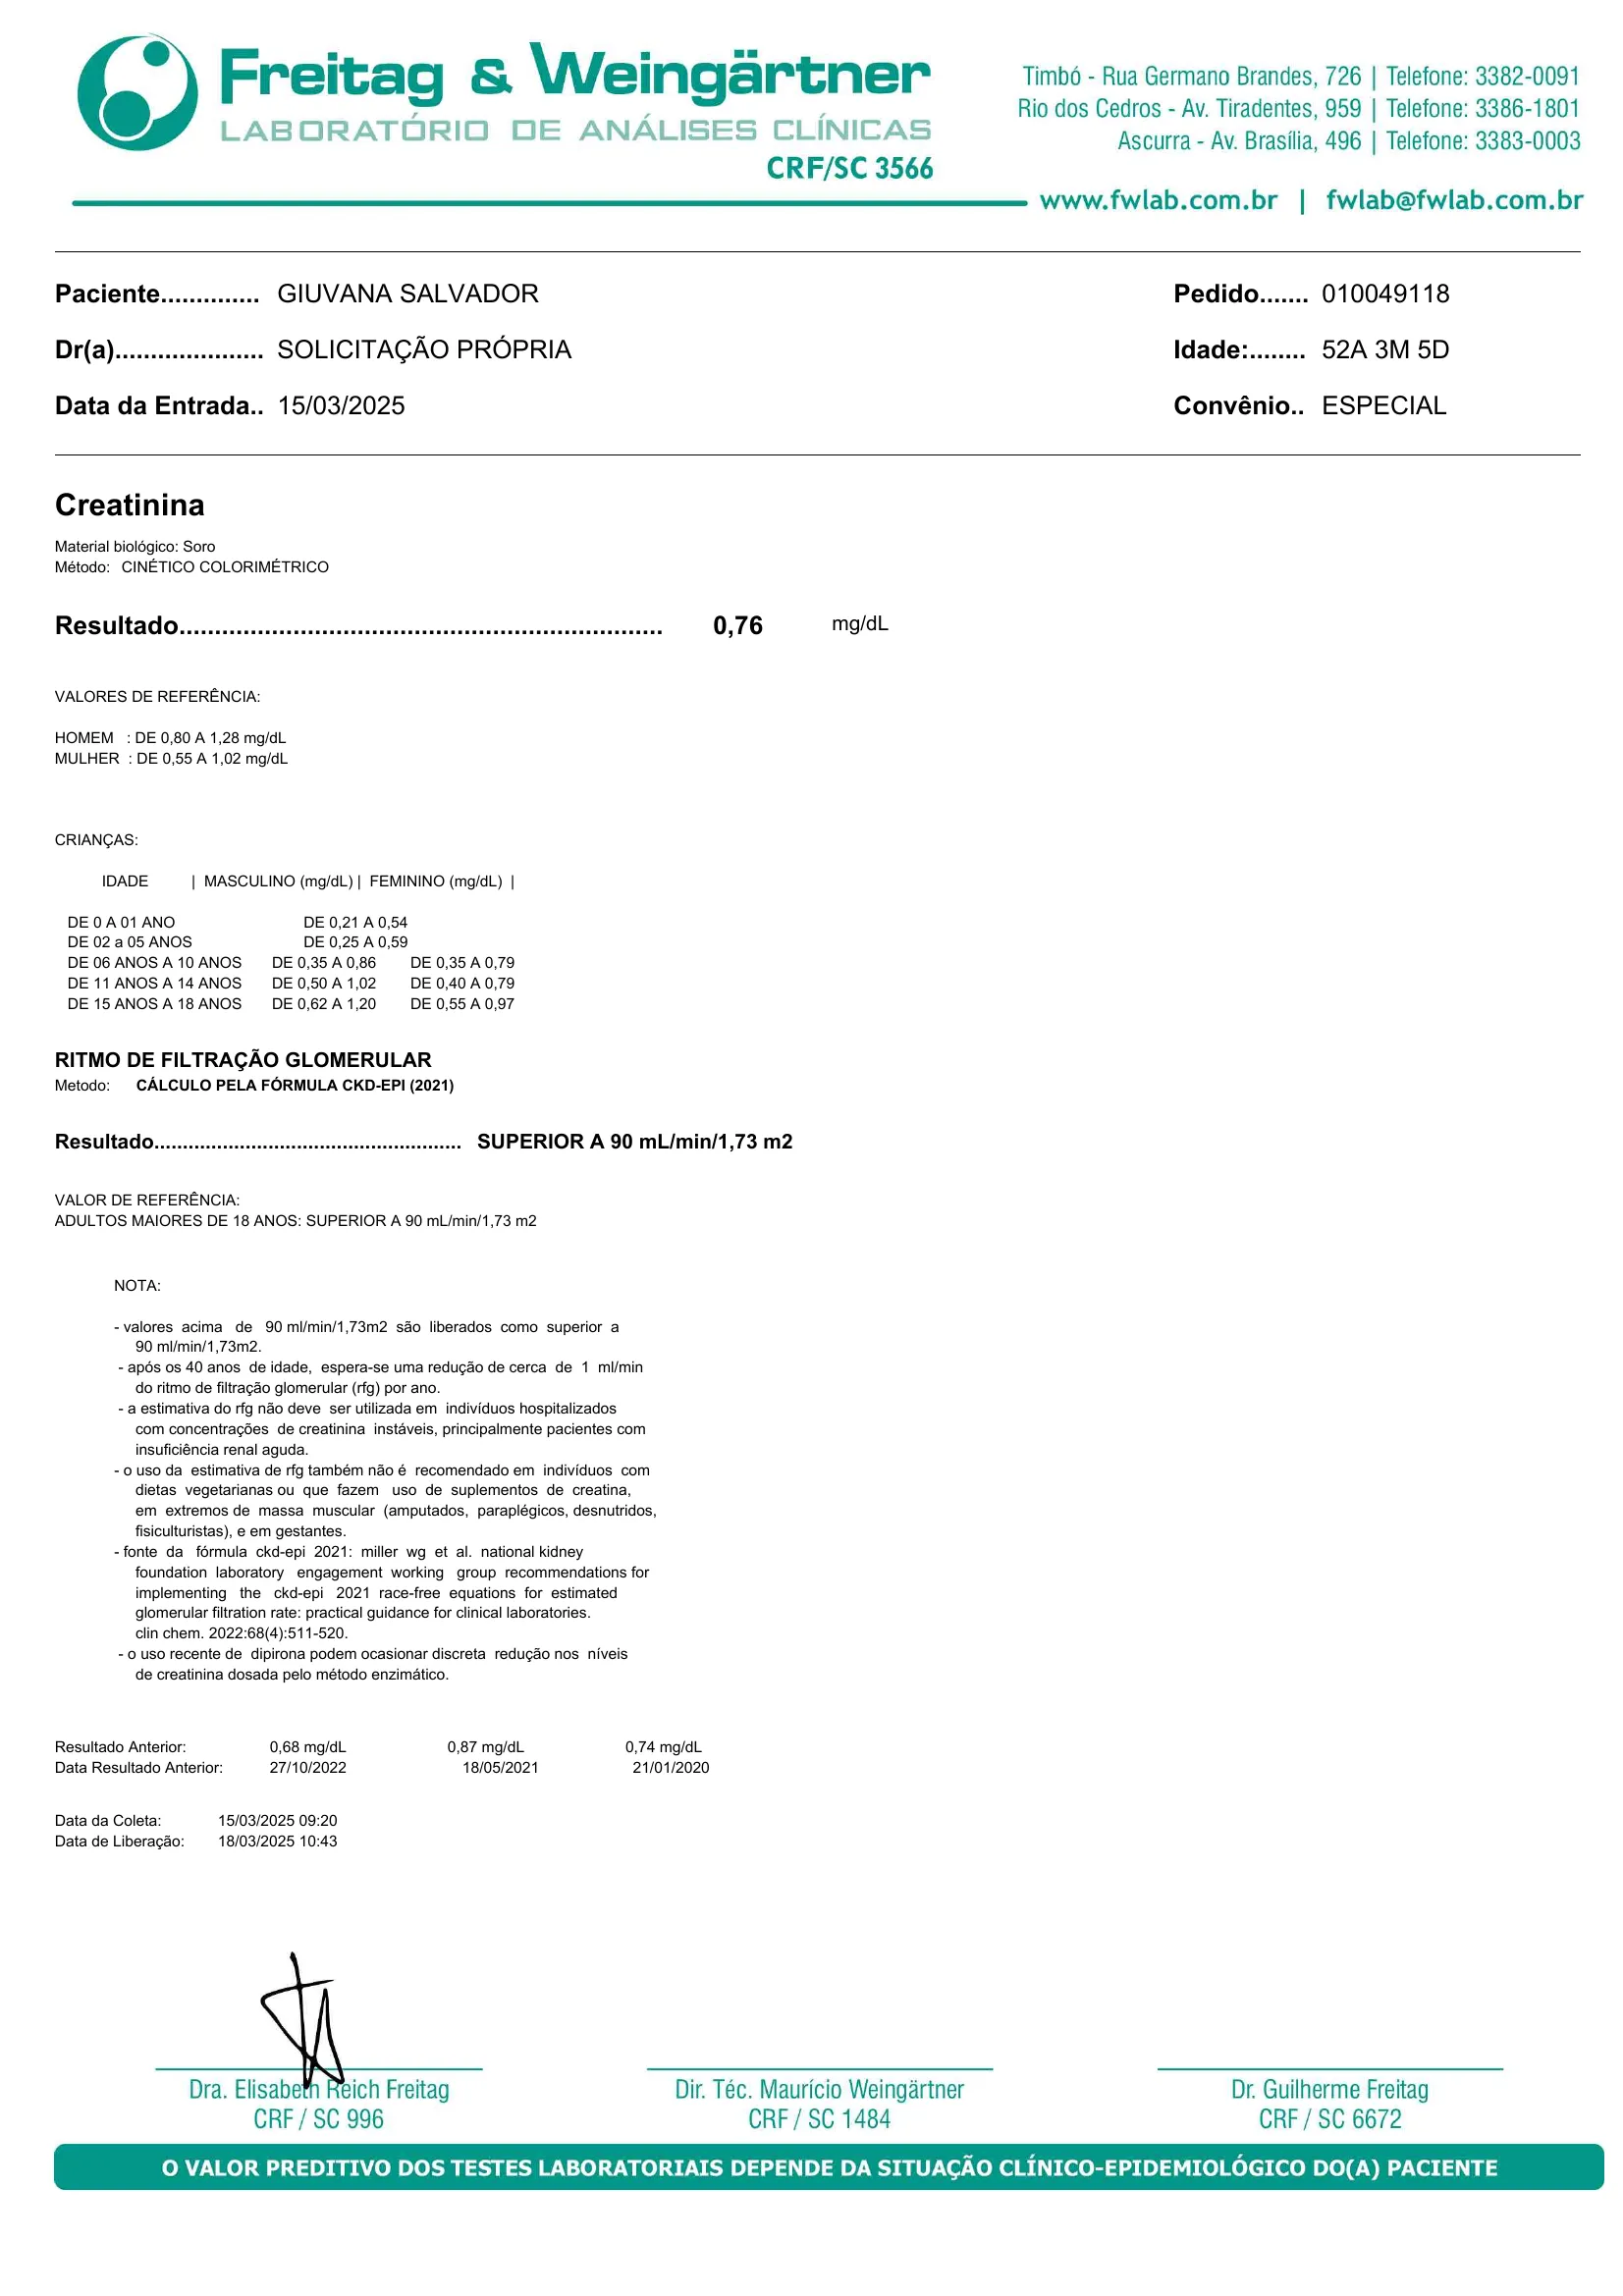 Freitag & Weingärtner
LABORATÓRIO DE ANÁLISES CLÍNICAS
CRF/SC 3566
Timbó - Rua Germano Brandes, 726 | Telefone: 3382-0091
Rio dos Cedros - Av. Tiradentes, 959 | Telefone: 3386-1801
Ascurra - Av. Brasília, 496 | Telefone: 3383-0003
www.fwlab.com.br | fwlab@fwlab.com.br
Paciente.............. GIUVANA SALVADOR Pedido....... 010049118
Dr(a)..................... SOLICITAÇÃO PRÓPRIA Idade:........ 52A 3M 5D
Data da Entrada.. 15/03/2025 Convênio.. ESPECIAL
Creatinina
Material biológico: Soro
Método: CINÉTICO COLORIMÉTRICO
Resultado.................................................................... 0,76 mg/dL
VALORES DE REFERÊNCIA:
HOMEM : DE 0,80 A 1,28 mg/dL
MULHER : DE 0,55 A 1,02 mg/dL
CRIANÇAS:
IDADE | MASCULINO (mg/dL) | FEMININO (mg/dL) |
DE 0 A 01 ANO DE 0,21 A 0,54
DE 02 a 05 ANOS DE 0,25 A 0,59
DE 06 ANOS A 10 ANOS DE 0,35 A 0,86 DE 0,35 A 0,79
DE 11 ANOS A 14 ANOS DE 0,50 A 1,02 DE 0,40 A 0,79
DE 15 ANOS A 18 ANOS DE 0,62 A 1,20 DE 0,55 A 0,97
RITMO DE FILTRAÇÃO GLOMERULAR
Metodo: CÁLCULO PELA FÓRMULA CKD-EPI (2021)
Resultado...................................................... SUPERIOR A 90 mL/min/1,73 m2
VALOR DE REFERÊNCIA:
ADULTOS MAIORES DE 18 ANOS: SUPERIOR A 90 mL/min/1,73 m2
NOTA:
- valores acima de 90 ml/min/1,73m2 são liberados como superior a
90 ml/min/1,73m2.
- após os 40 anos de idade, espera-se uma redução de cerca de 1 ml/min
do ritmo de filtração glomerular (rfg) por ano.
- a estimativa do rfg não deve ser utilizada em indivíduos hospitalizados
com concentrações de creatinina instáveis, principalmente pacientes com
insuficiência renal aguda.
- o uso da estimativa de rfg também não é recomendado em indivíduos com
dietas vegetarianas ou que fazem uso de suplementos de creatina,
em extremos de massa muscular (amputados, paraplégicos, desnutridos,
fisiculturistas), e em gestantes.
- fonte da fórmula ckd-epi 2021: miller wg et al. national kidney
foundation laboratory engagement working group recommendations for
implementing the ckd-epi 2021 race-free equations for estimated
glomerular filtration rate: practical guidance for clinical laboratories.
clin chem. 2022:68(4):511-520.
- o uso recente de dipirona podem ocasionar discreta redução nos níveis
de creatinina dosada pelo método enzimático.
Resultado Anterior: 0,68 mg/dL 0,87 mg/dL 0,74 mg/dL
Data Resultado Anterior: 27/10/2022 18/05/2021 21/01/2020
Data da Coleta: 15/03/2025 09:20
Data de Liberação: 18/03/2025 10:43
Dra. Elisabeth Reich Freitag Dir. Téc. Maurício Weingärtner Dr. Guilherme Freitag
CRF / SC 996 CRF / SC 1484 CRF / SC 6672
O VALOR PREDITIVO DOS TESTES LABORATORIAIS DEPENDE DA SITUAÇÃO CLÍNICO-EPIDEMIOLÓGICO DO(A) PACIENTE